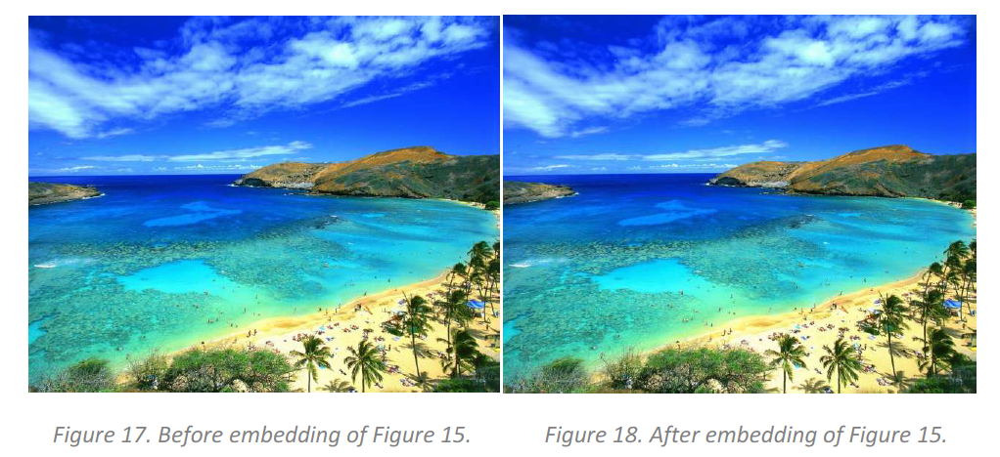 Figure 17. Before embedding of Figure 15.
Figure 18. After embedding of Figure 15.